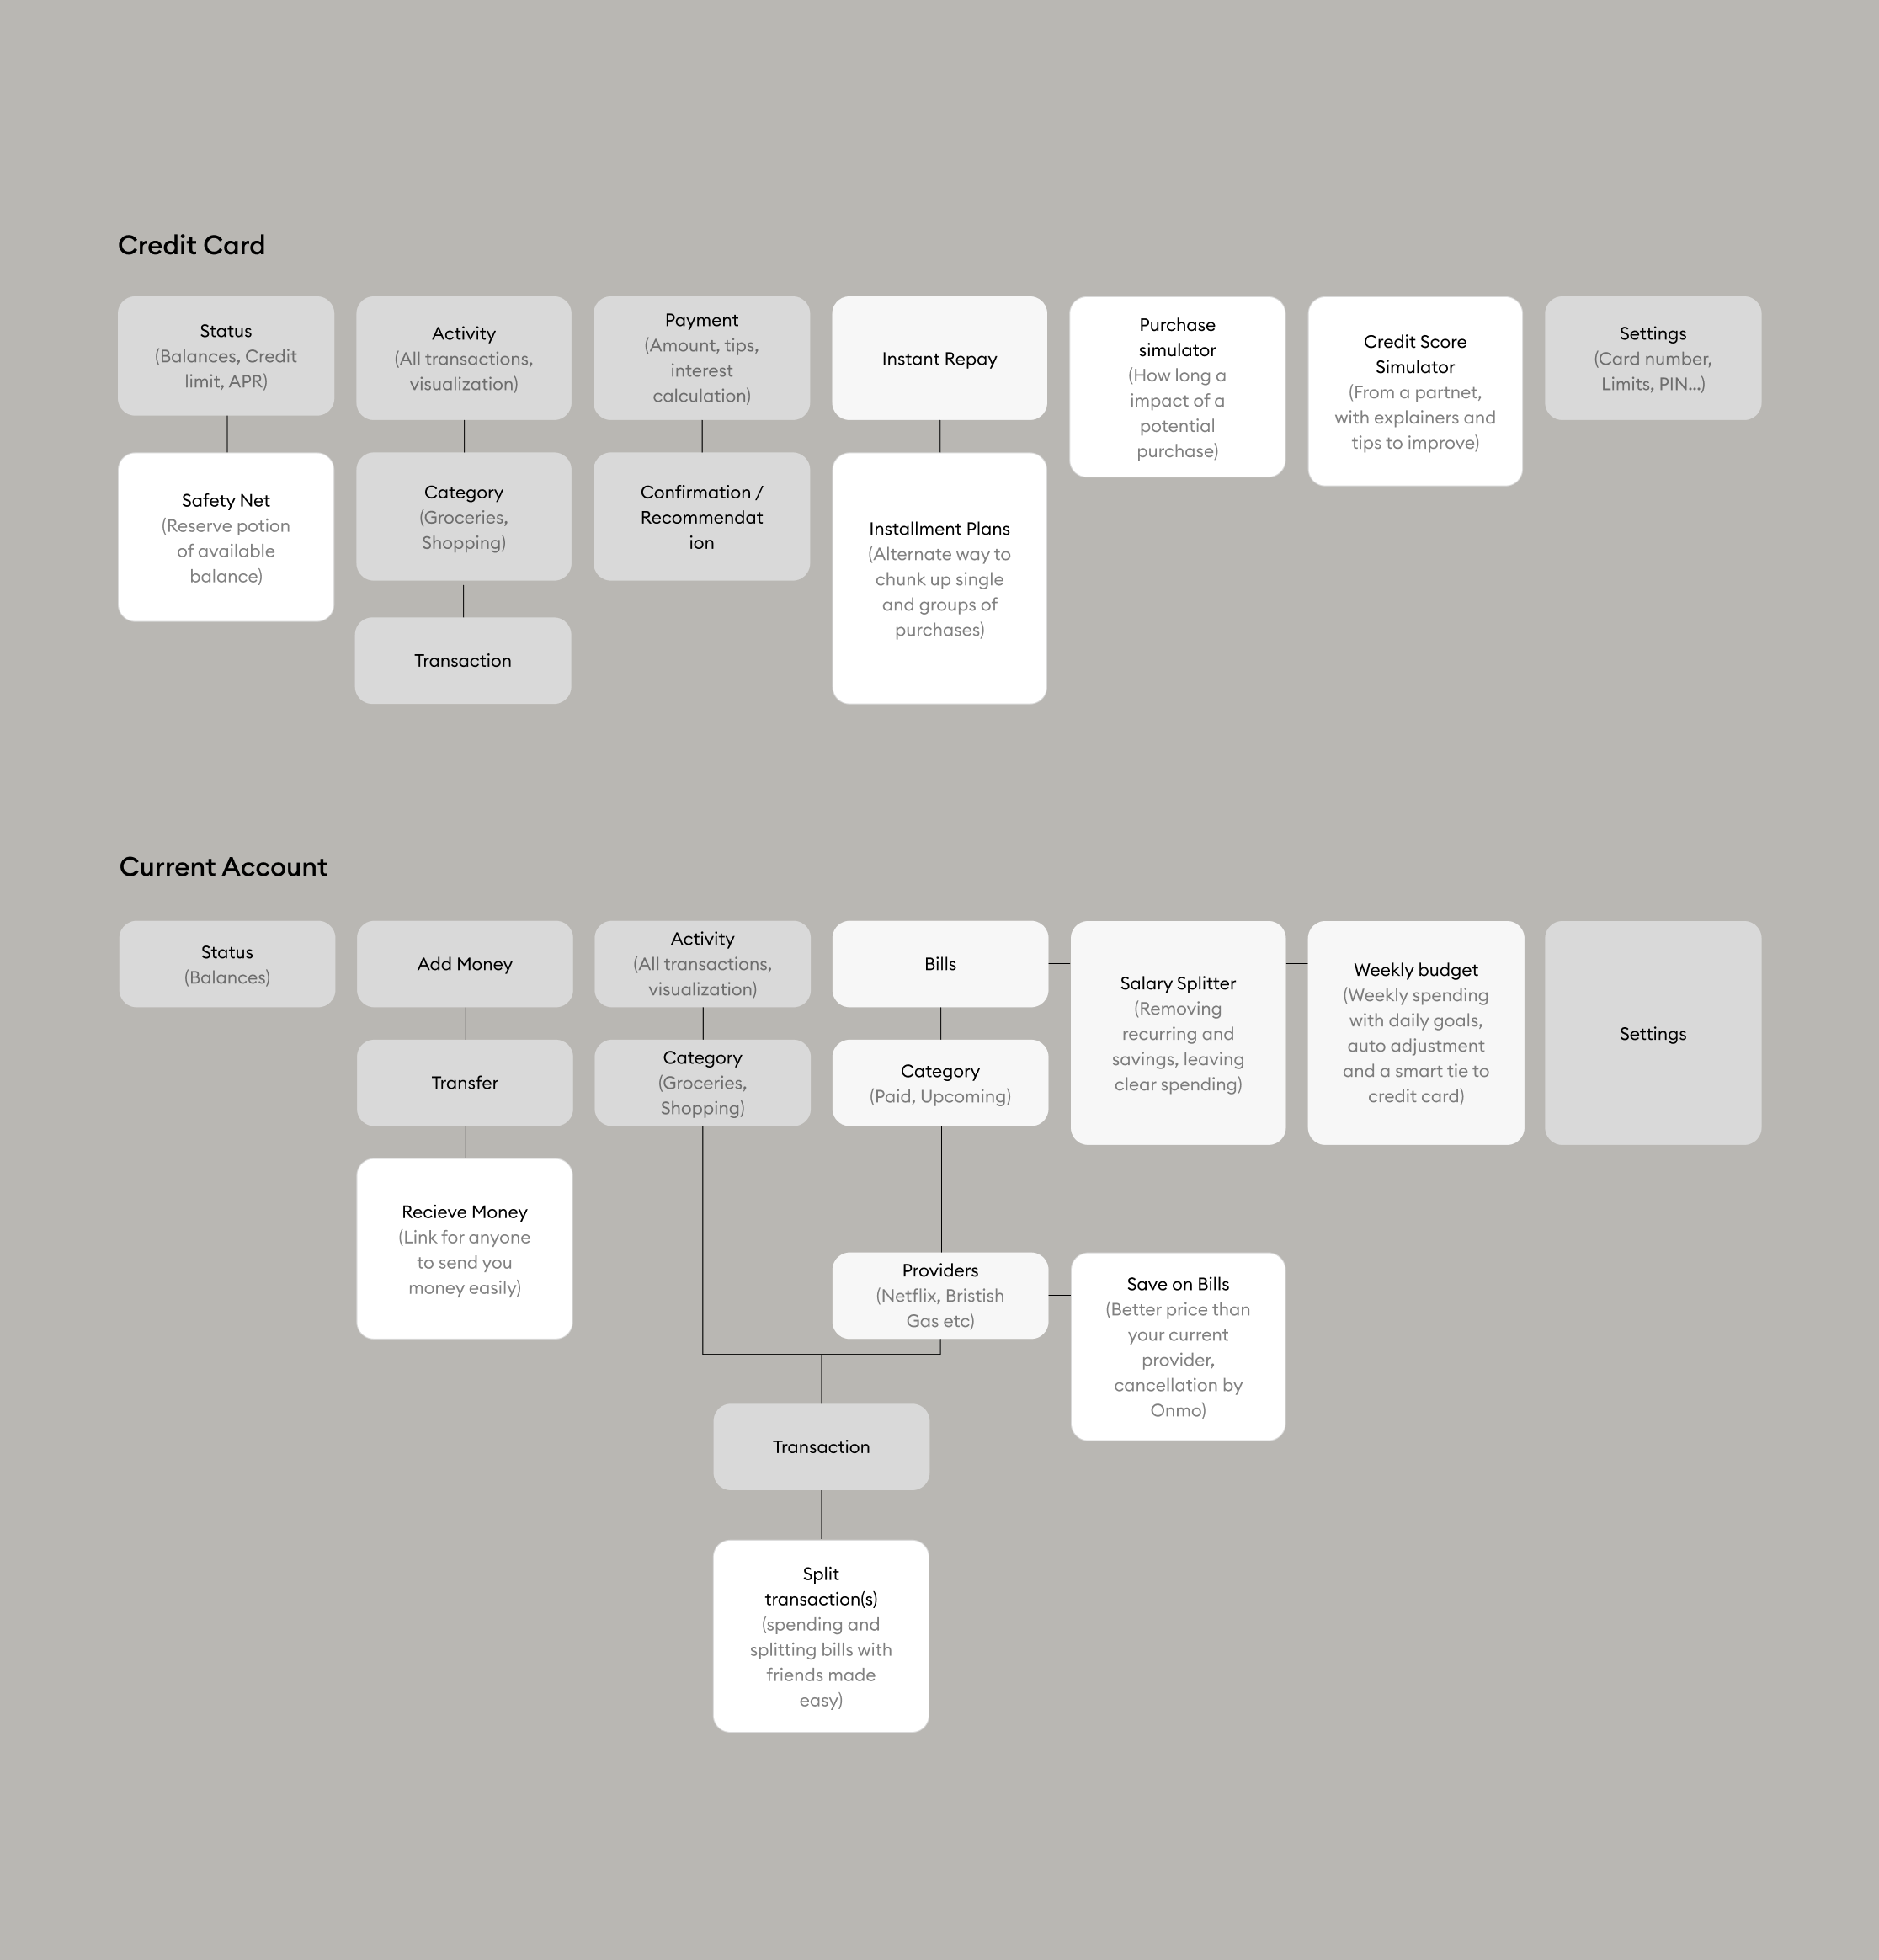 Credit Card
Status
(Balances, Credit
limit, APR)
Activity
(All transactions,
visualization)
Payment
(Amount, tips,
interest
calculation)
Instant Repay
Purchase
simulator
(How long a
impact of a
potential
purchase)
Credit Score
Simulator
(From a partnet,
with explainers and
tips to improve)
Settings
(Card number,
Limits, PIN...)
Safety Net
(Reserve potion
of available
balance)
Category
(Groceries,
Shopping)
Confirmation /
Recommendat
ion
Installment Plans
(Alternate way to
chunk up single
and groups of
purchases)
Transaction
Current Account
Status
(Balances)
Add Money
Activity
(All transactions,
visualization)
Bills
Salary Splitter
(Removing
recurring and
savings, leaving
clear spending)
Weekly budget
(Weekly spending
with daily goals,
auto adjustment
and a smart tie to
credit card)
Settings
Transfer
Category
(Groceries,
Shopping)
Category
(Paid, Upcoming)
Recieve Money
(Link for anyone
to send you
money easily)
Providers
(Netflix, Bristish
Gas etc)
Save on Bills
(Better price than
your current
provider,
cancellation by
Onmo)
Transaction
Split
transaction(s)
(spending and
splitting bills with
friends made
easy)